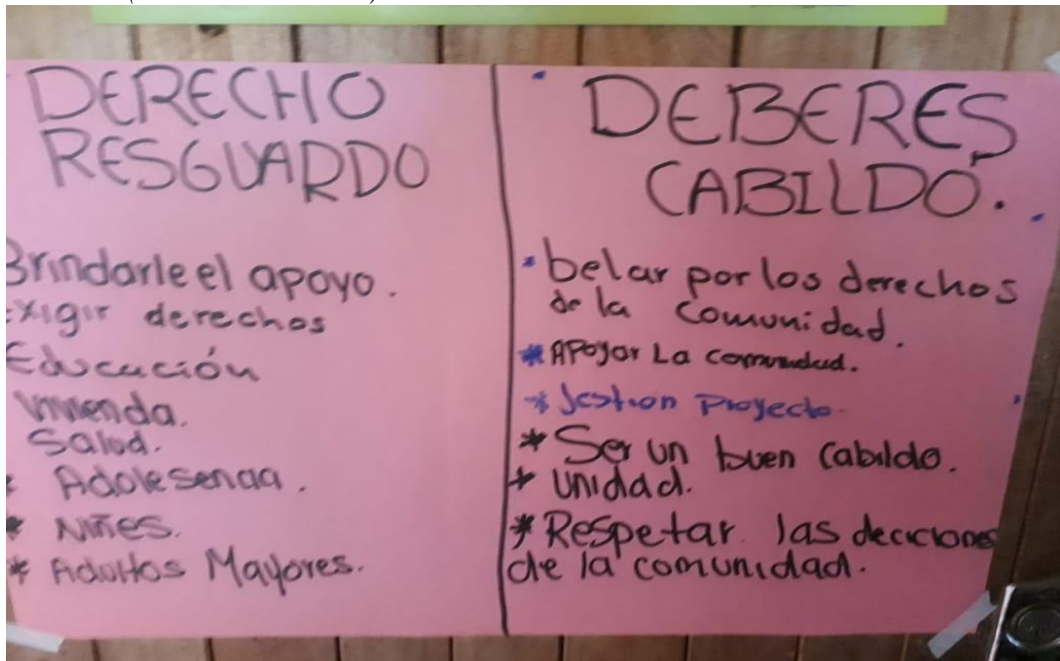 DERECHO
RESGUARDO
Brindarle el apoyo.
Exigir derechos
Educación
Vivienda.
Salud.
* Adolesencia.
* Niñes.
* Adultos Mayores.
DEBERES
CABILDO.
• belar por los derechos
de la comunidad.
* APoyar La comunidad.
* Jestion Proyecto.
* Ser un buen Cabildo.
* Unidad.
* Respetar las deciciones
de la comunidad.